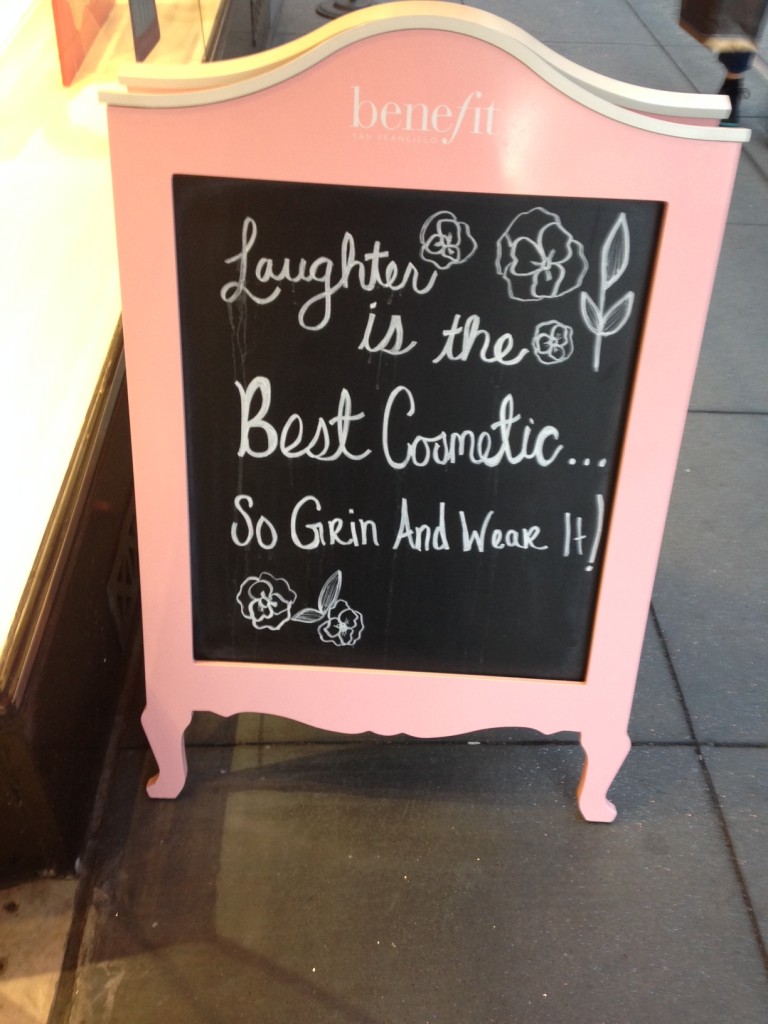 benefit
SAN FRANCISCO
Laughter
is the
Best Cosmetic...
So GRin And WeaR It!